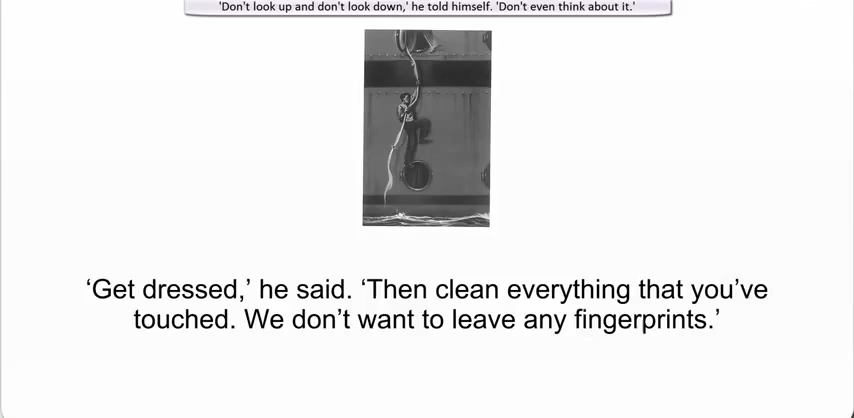 'Don't look up and don't look down,' he told himself. 'Don't even think about it.'
‘Get dressed,’ he said. ‘Then clean everything that you’ve
touched. We don’t want to leave any fingerprints.’